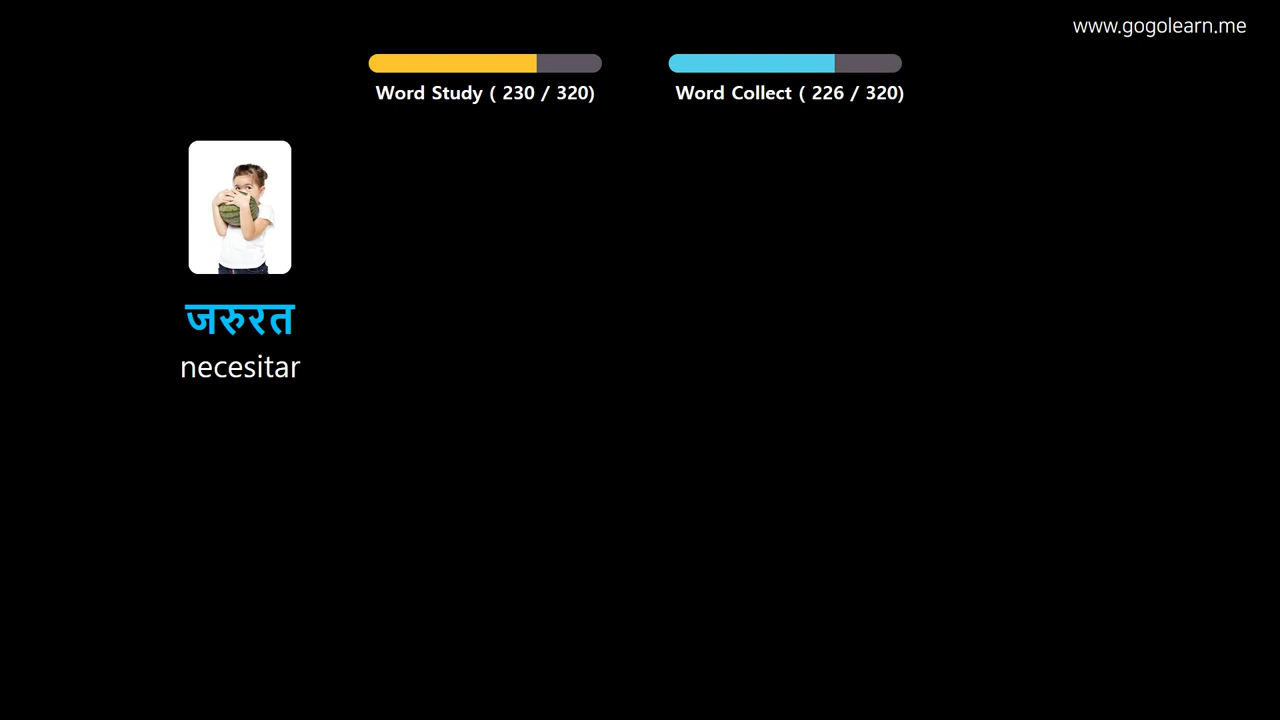 www.gogolearn.me
Word Study ( 230 / 320)
Word Collect ( 226 / 320)
जरुरत
necesitar